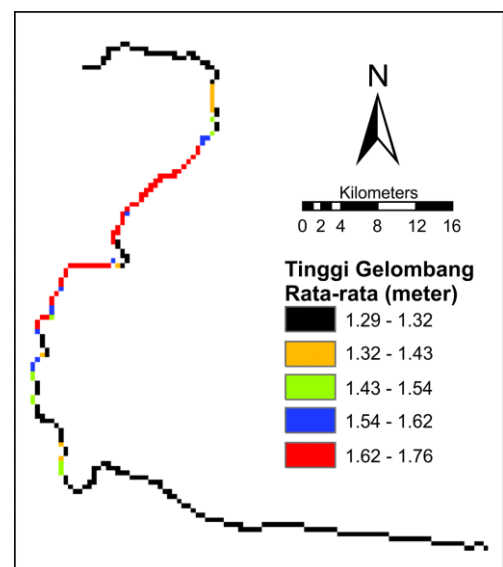 N
Kilometers
0 2 4 8 12 16
Tinggi Gelombang
Rata-rata (meter)
1.29 - 1.32
1.32 - 1.43
1.43 - 1.54
1.54 - 1.62
1.62 - 1.76